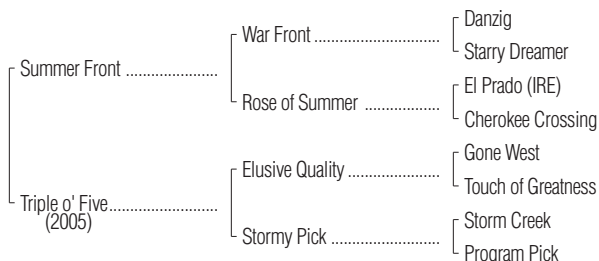 Danzig
War Front
Starry Dreamer
Summer Front
El Prado (IRE)
Rose of Summer
Cherokee Crossing
Gone West
Elusive Quality
Touch of Greatness
Triple o' Five
(2005)
Storm Creek
Stormy Pick
Program Pick